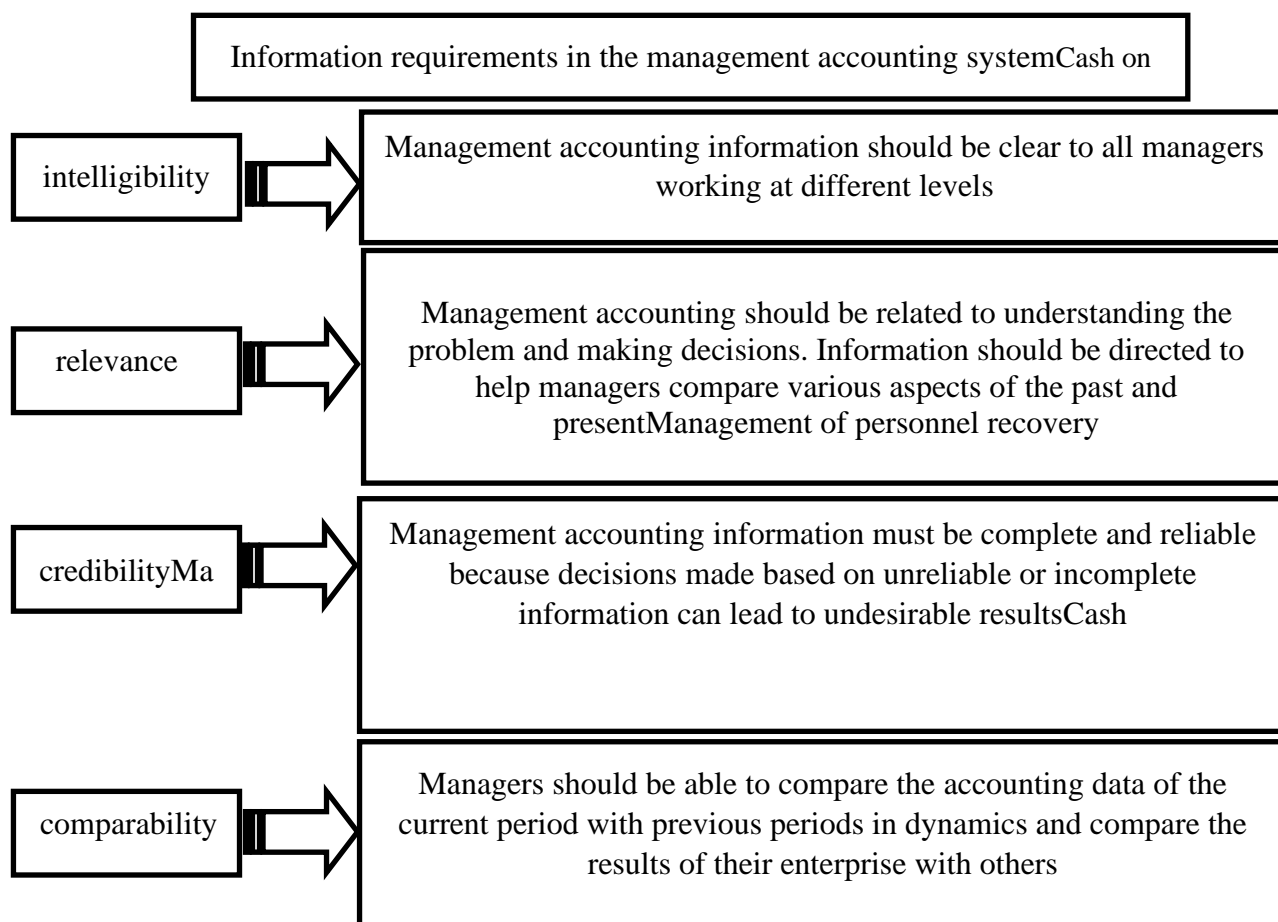 Information requirements in the management accounting systemCash on
intelligibility
Management accounting information should be clear to all managers
working at different levels
relevance
Management accounting should be related to understanding the
problem and making decisions. Information should be directed to
help managers compare various aspects of the past and
presentManagement of personnel recovery
credibilityMa
Management accounting information must be complete and reliable
because decisions made based on unreliable or incomplete
information can lead to undesirable resultsCash
comparability
Managers should be able to compare the accounting data of the
current period with previous periods in dynamics and compare the
results of their enterprise with others